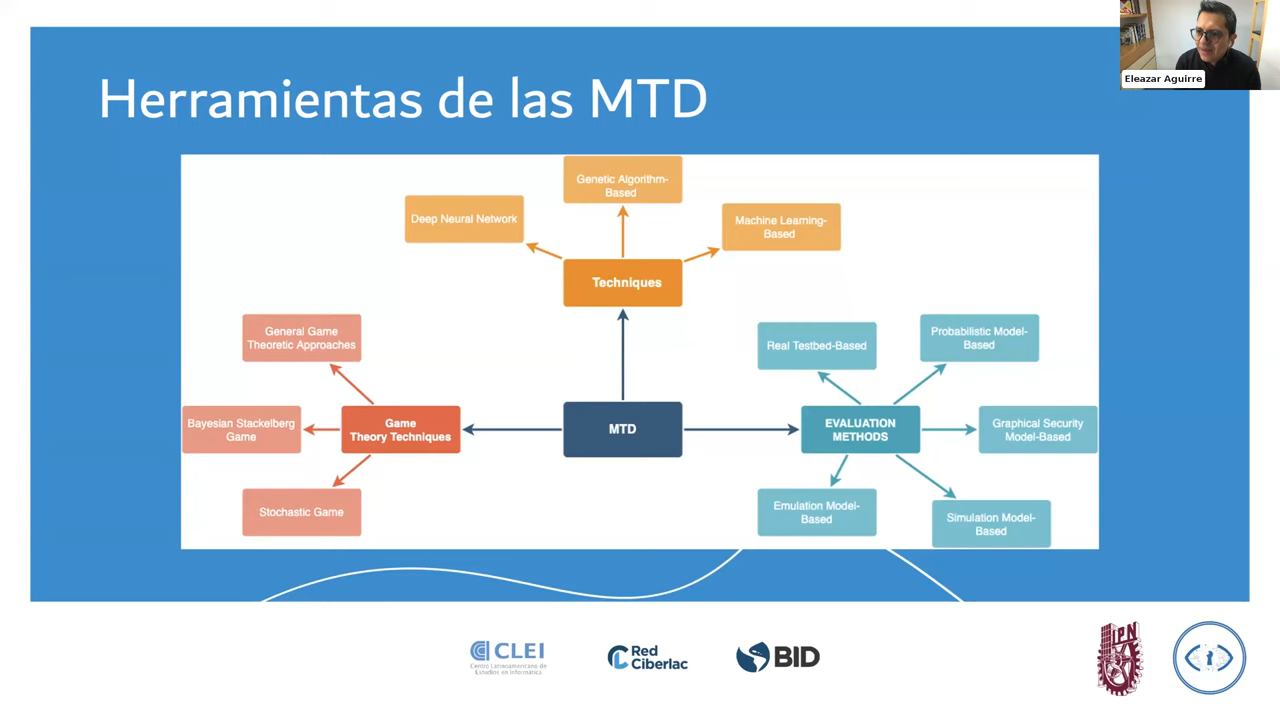 Eleazar Aguirre
Herramientas de las MTD
Genetic Algorithm-
Based
Deep Neural Network
Machine Learning-
Based
Techniques
General Game
Theoretic Approaches
Real Testbed-Based
Probabilistic Model-
Based
Bayesian Stackelberg
Game
Game
Theory Techniques
MTD
EVALUATION
METHODS
Graphical Security
Model-Based
Stochastic Game
Emulation Model-
Based
Simulation Model-
Based
CLEI
Centro Latinoamericano de
Estudios en Informática
Red
Ciberlac
BID
IPN